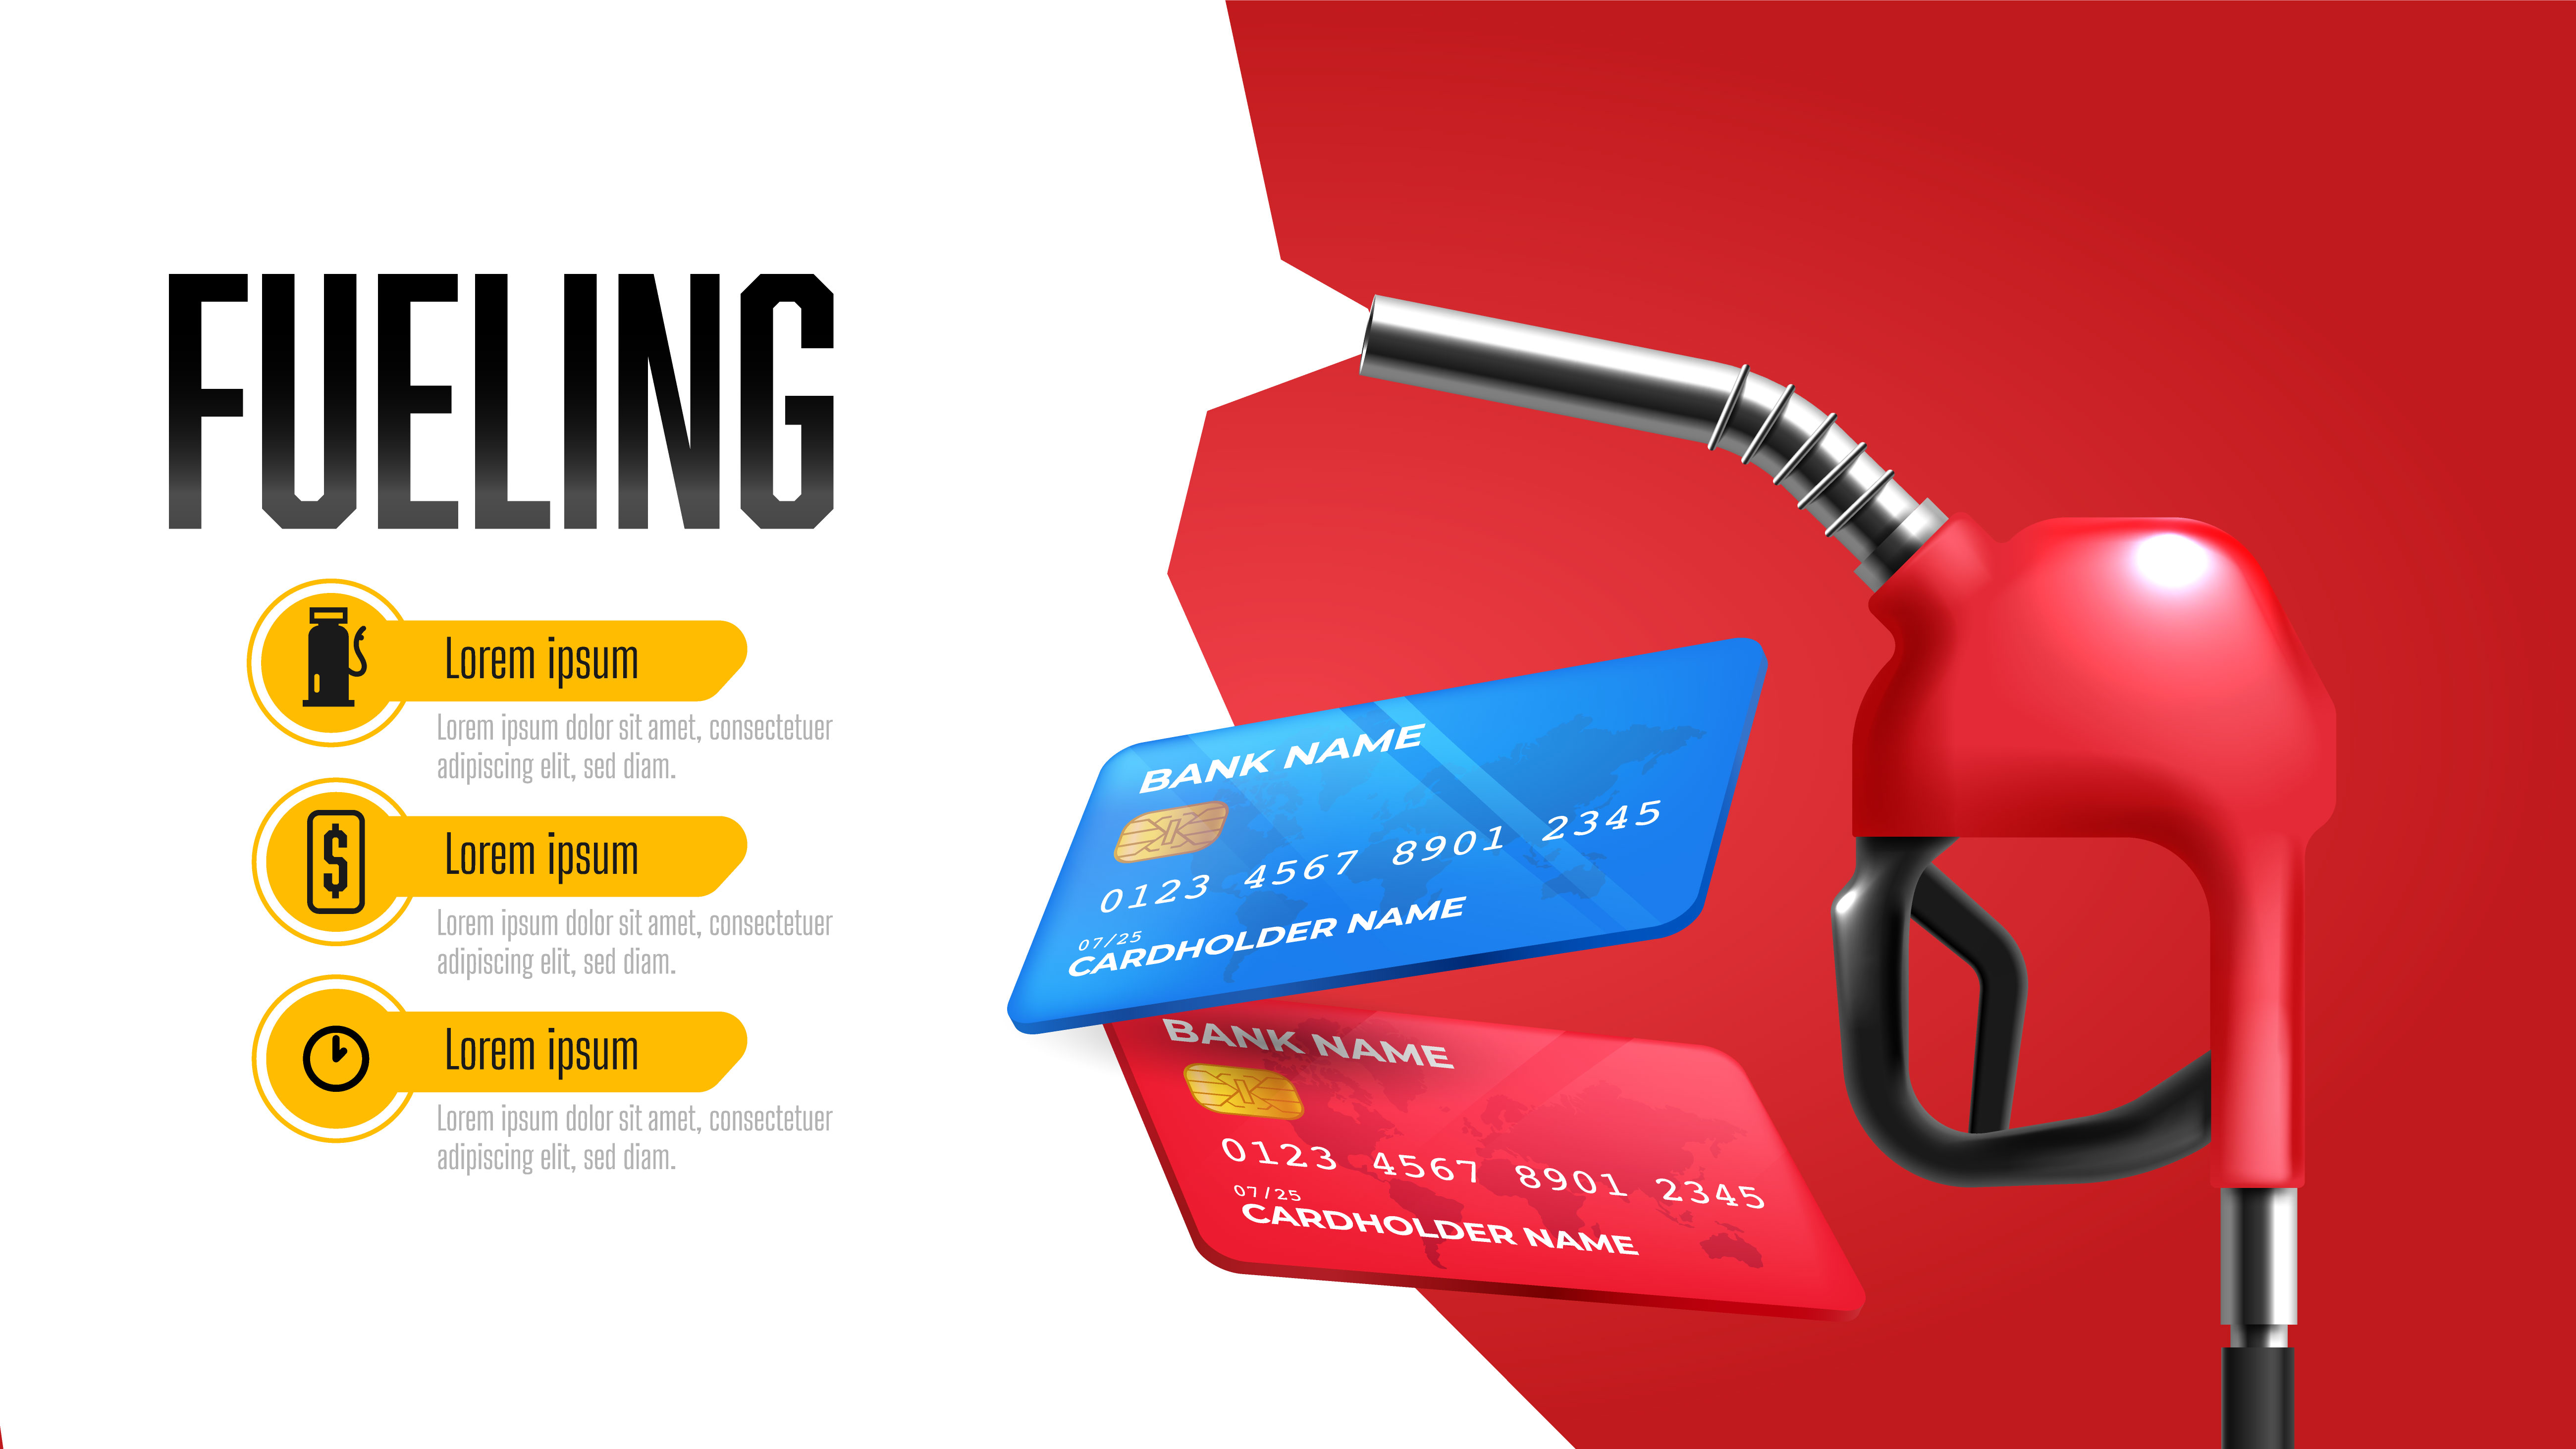 FUELING
Lorem ipsum
Lorem ipsum dolor sit amet, consectetuer
adipiscing elit, sed diam.
$
Lorem ipsum
Lorem ipsum dolor sit amet, consectetuer
adipiscing elit, sed diam.
Lorem ipsum
Lorem ipsum dolor sit amet, consectetuer
adipiscing elit, sed diam.
BANK NAME
0123 4567 8901 2345
07/25
CARDHOLDER NAME
BANK NAME
0123 4567 8901 2345
07/25
CARDHOLDER NAME